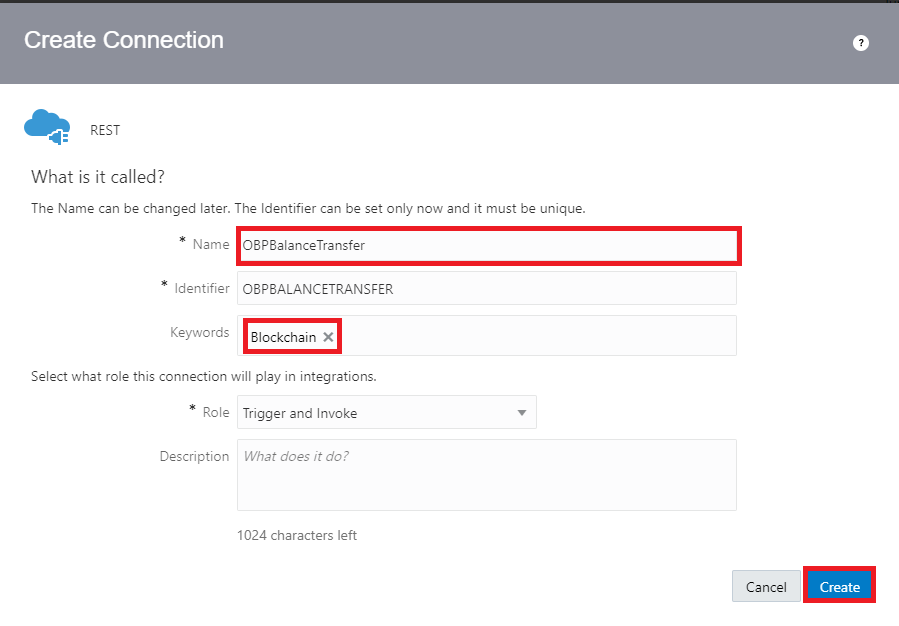 Create Connection
?
REST
What is it called?
The Name can be changed later. The Identifier can be set only now and it must be unique.
* Name OBPBalanceTransfer
* Identifier OBPBALANCETRANSFER
Keywords Blockchain ×
Select what role this connection will play in integrations.
* Role Trigger and Invoke
Description What does it do?
1024 characters left
Cancel Create